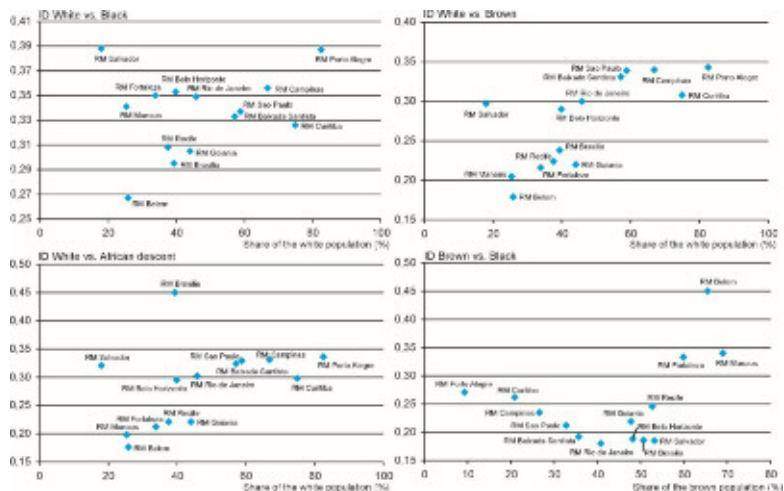 ID White vs. Black
0,41
0,39
0,37
0,35
0,33
0,31
0,29
0,27
0,25
RM Salvador
RM Porto Alegre
RM Belo Horizonte
RM Fortaleza
RM Rio de Janeiro
RM Campinas
RM Manaus
RM Sao Paulo
RM Baixada Santista
RM Curitiba
RM Recife
RM Goiania
RM Brasilia
RM Belem
0 20 40 60 80 100
Share of the white population (%)
ID White vs. Brown
0.40
0.35
0.30
0.25
0.20
0.15
RM Sao Paulo
RM Baixada Santista
RM Campinas
RM Porto Alegre
RM Rio de Janeiro
RM Curitiba
RM Salvador
RM Belo Horizonte
RM Brasilia
RM Recife
RM Goiania
RM Manaus
RM Fortaleza
RM Belem
0 20 40 60 80 100
Share of the white population (%)
ID White vs. African descent
0,50
0,45
0,40
0,35
0,30
0,25
0,20
0,15
RM Brasilia
RM Salvador
RM Sao Paulo
RM Campinas
RM Porto Alegre
RM Baixada Santista
RM Belo Horizonte
RM Rio de Janeiro
RM Curitiba
RM Recife
RM Fortaleza
RM Goiania
RM Manaus
RM Belem
0 20 40 60 80 100
Share of the white population (%)
ID Brown vs. Black
0.50
0.45
0.40
0.35
0.30
0.25
0.20
0.15
RM Belem
RM Fortaleza
RM Manaus
RM Porto Alegre
RM Curitiba
RM Recife
RM Campinas
RM Goiania
RM Sao Paulo
RM Belo Horizonte
RM Baixada Santista
RM Salvador
RM Rio de Janeiro
RM Brasilia
0 10 20 30 40 50 60 70 80
Share of the brown population (%)